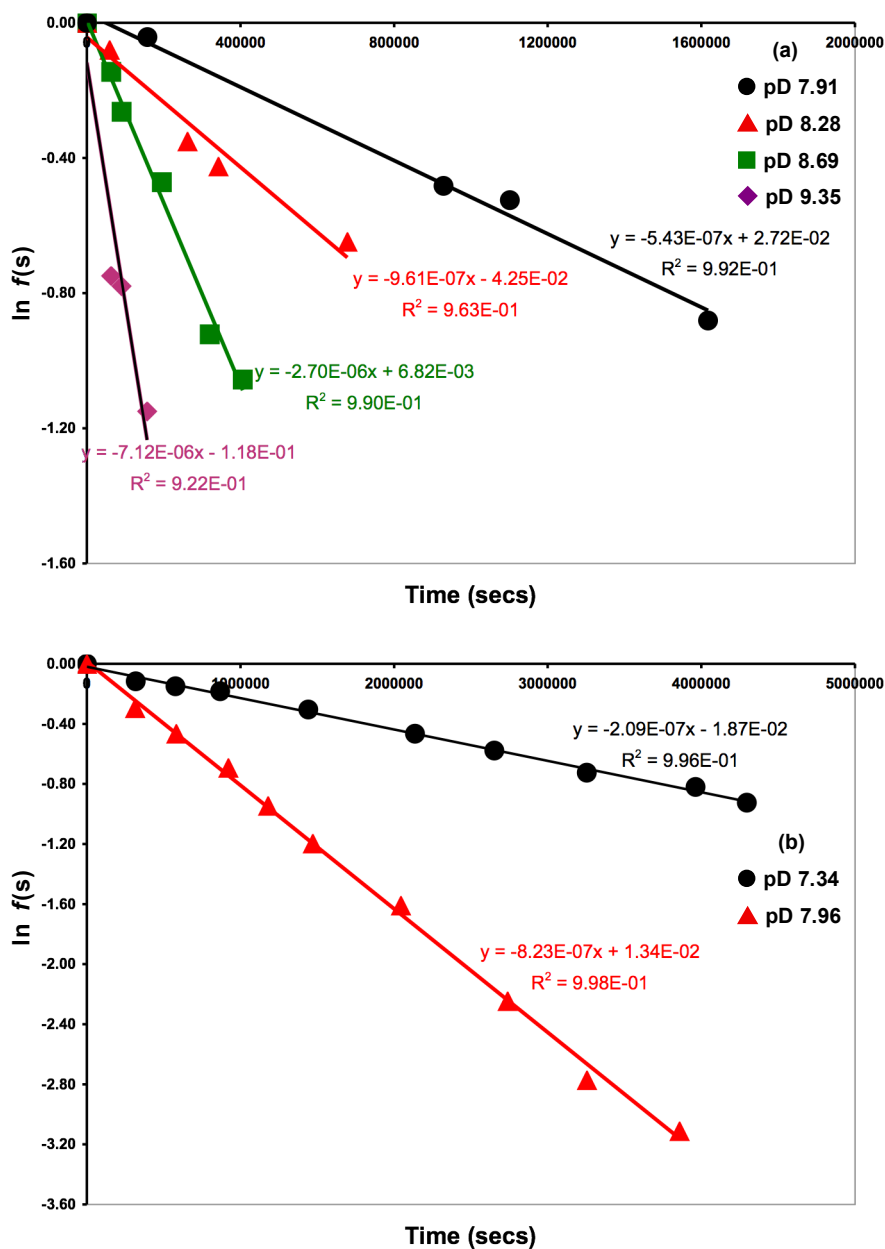 0.00
0
400000
800000
1200000
1600000
2000000
(a)
pD 7.91
pD 8.28
pD 8.69
pD 9.35
-0.40
y = -5.43E-07x + 2.72E-02
R² = 9.92E-01
y = -9.61E-07x - 4.25E-02
R² = 9.63E-01
-0.80
y = -2.70E-06x + 6.82E-03
R² = 9.90E-01
-1.20
y = -7.12E-06x - 1.18E-01
R² = 9.22E-01
-1.60
ln f(s)
Time (secs)
0.00
0
1000000
2000000
3000000
4000000
5000000
-0.40
y = -2.09E-07x - 1.87E-02
R² = 9.96E-01
-0.80
-1.20
(b)
pD 7.34
pD 7.96
-1.60
y = -8.23E-07x + 1.34E-02
R² = 9.98E-01
-2.00
-2.40
-2.80
-3.20
-3.60
ln f(s)
Time (secs)